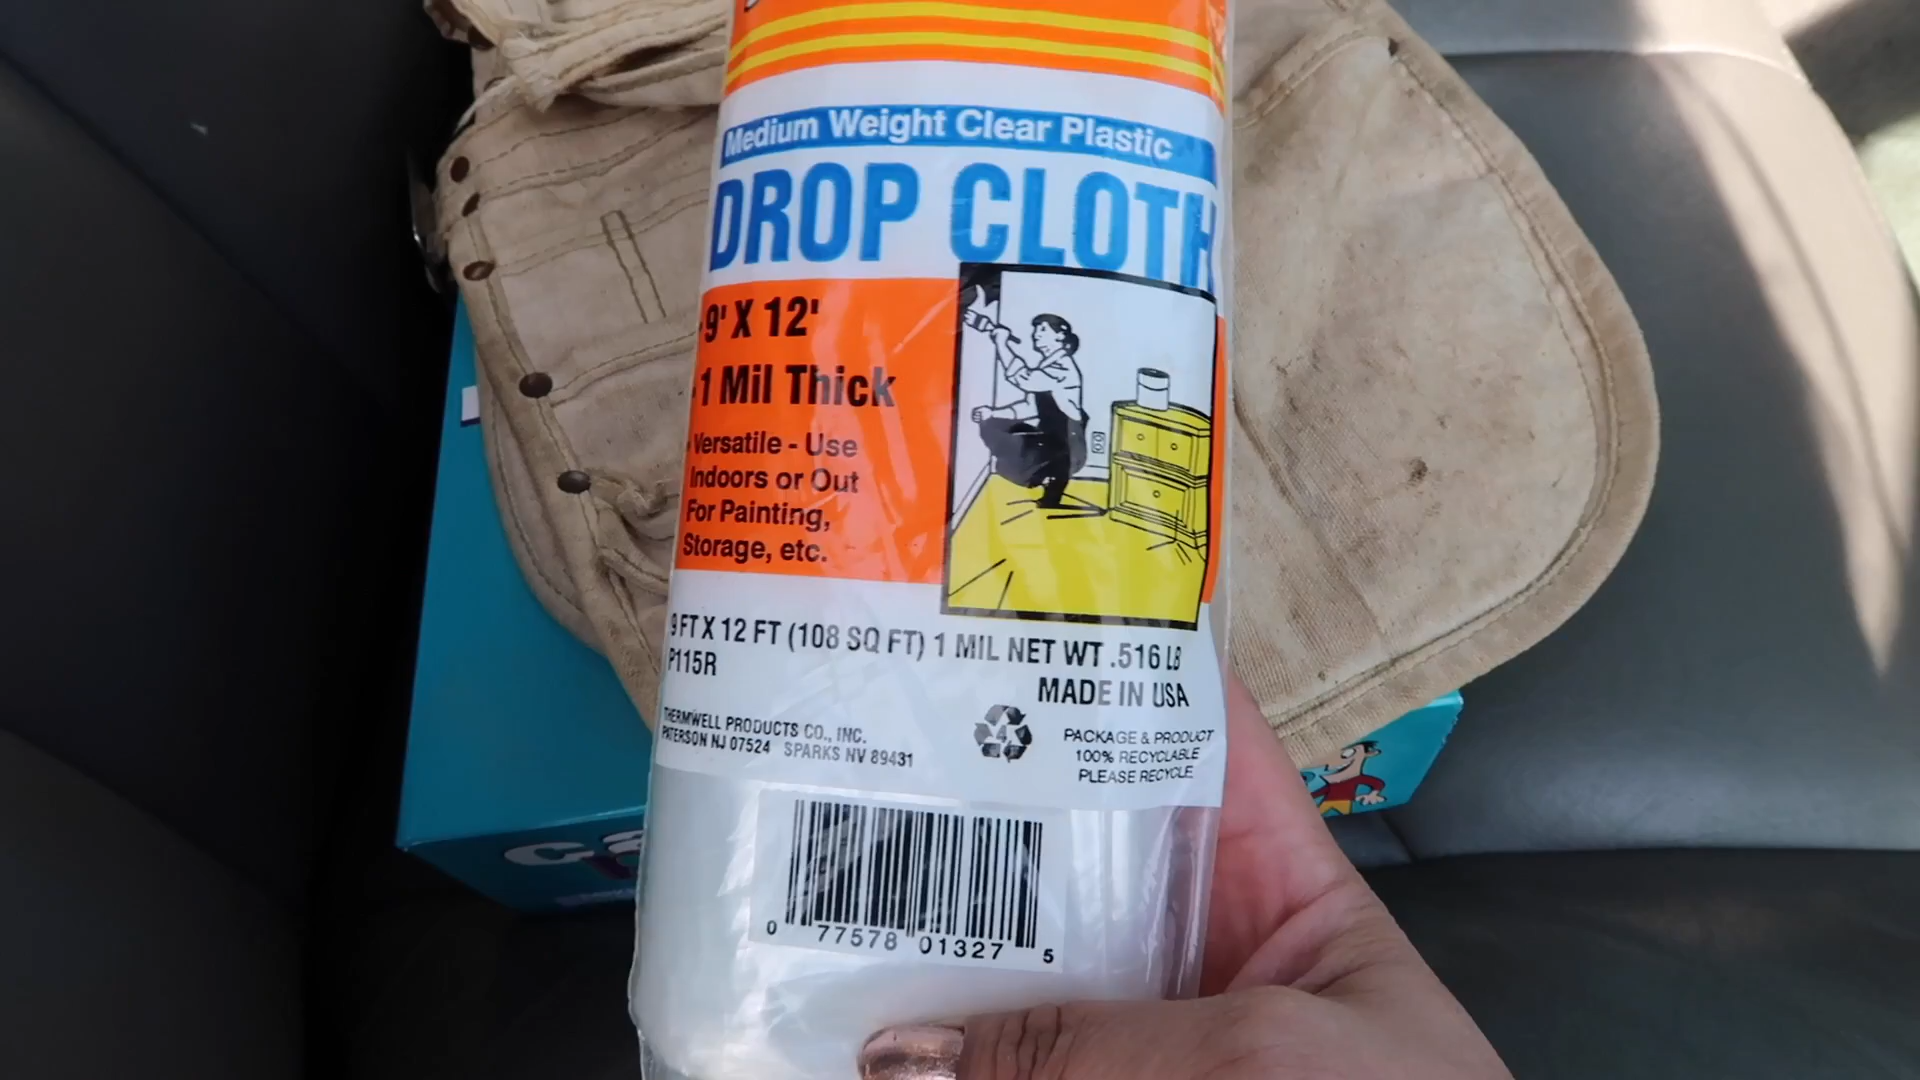 Medium Weight Clear Plastic
DROP CLOTH
9' X 12'
1 Mil Thick
Versatile - Use
Indoors or Out
For Painting,
Storage, etc.
9 FT X 12 FT (108 SQ FT) 1 MIL NET WT .516 LB
P115R
MADE IN USA
THERMWELL PRODUCTS CO., INC.
PATERSON NJ 07524 SPARKS NV 89431
4
PACKAGE & PRODUCT
100% RECYCLABLE
PLEASE RECYCLE
0 77578 01327 5